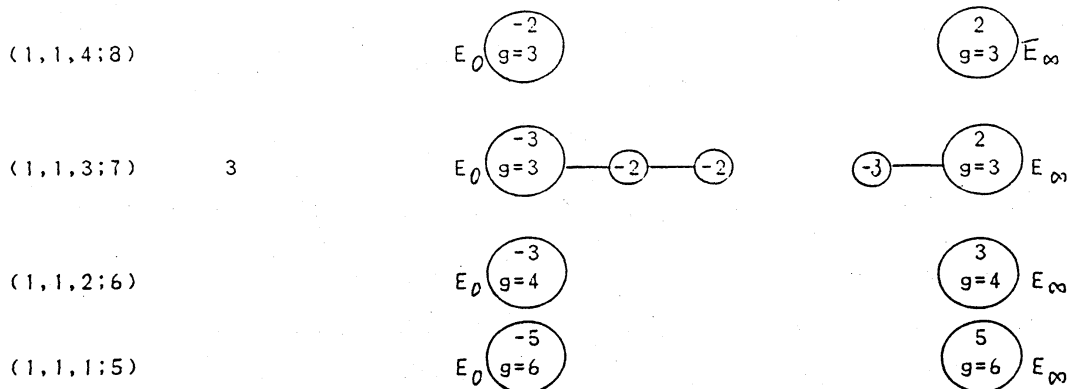 (1,1,4;8) E₀ -2 g=3 2 g=3 E∞
(1,1,3;7) 3 E₀ -3 g=3 -2 -2 -3 2 g=3 E∞
(1,1,2;6) E₀ -3 g=4 3 g=4 E∞
(1,1,1;5) E₀ -5 g=6 5 g=6 E∞